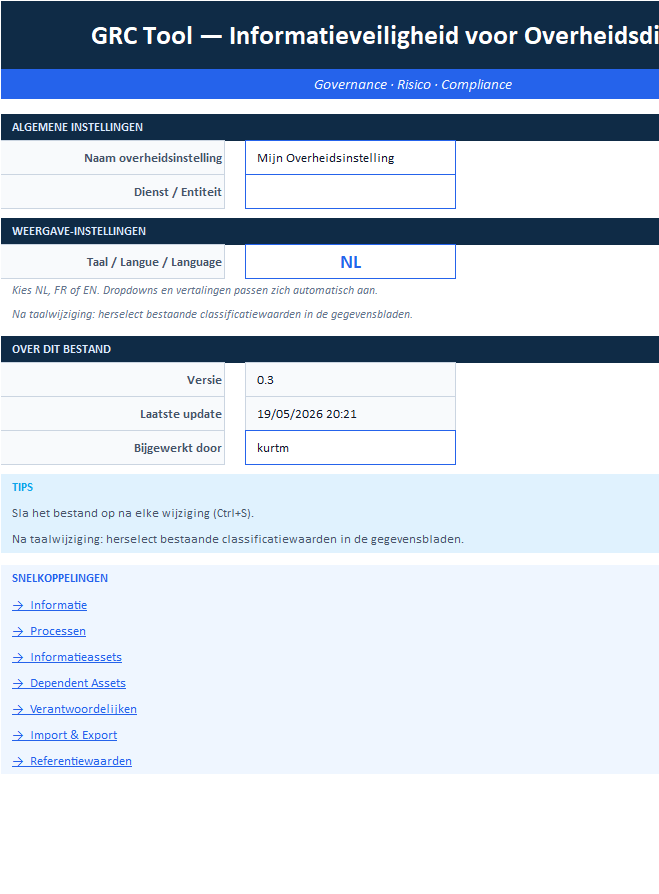 GRC Tool — Informatieveiligheid voor Overheidsdi
Governance · Risico · Compliance
ALGEMENE INSTELLINGEN
Naam overheidsinstelling Mijn Overheidsinstelling
Dienst / Entiteit
WEERGAVE-INSTELLINGEN
Taal / Langue / Language NL
Kies NL, FR of EN. Dropdowns en vertalingen passen zich automatisch aan.
Na taalwijziging: herselect bestaande classificatiewaarden in de gegevensbladen.
OVER DIT BESTAND
Versie 0.3
Laatste update 19/05/2026 20:21
Bijgewerkt door kurtm
TIPS
Sla het bestand op na elke wijziging (Ctrl+S).
Na taalwijziging: herselect bestaande classificatiewaarden in de gegevensbladen.
SNELKOPPELINGEN
→ Informatie
→ Processen
→ Informatieassets
→ Dependent Assets
→ Verantwoordelijken
→ Import & Export
→ Referentiewaarden